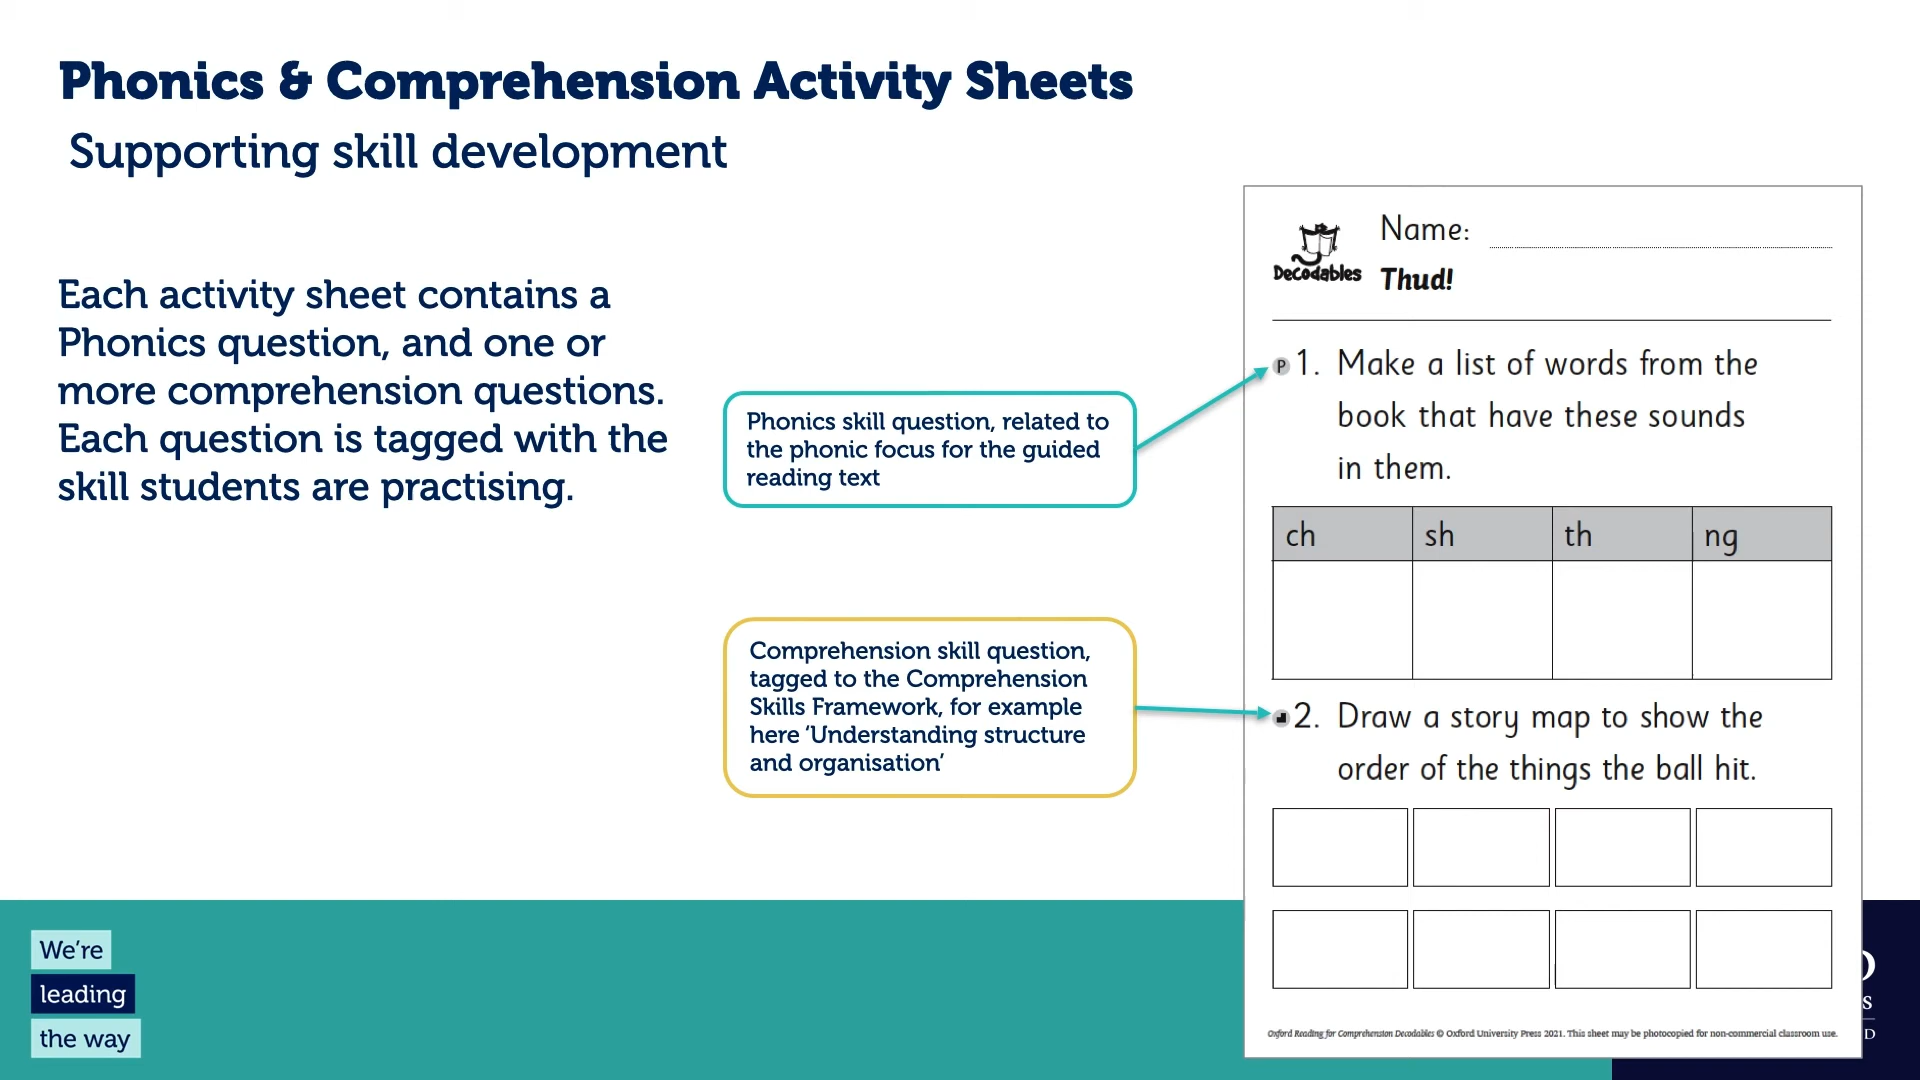 Phonics & Comprehension Activity Sheets
Supporting skill development
Each activity sheet contains a
Phonics question, and one or
more comprehension questions.
Each question is tagged with the
skill students are practising.
Phonics skill question, related to
the phonic focus for the guided
reading text
Comprehension skill question,
tagged to the Comprehension
Skills Framework, for example
here ‘Understanding structure
and organisation’
Decodables
Name:
Thud!
P 1. Make a list of words from the
book that have these sounds
in them.
ch sh th ng
2. Draw a story map to show the
order of the things the ball hit.
Oxford Reading for Comprehension Decodables © Oxford University Press 2021. This sheet may be photocopied for non-commercial classroom use.
We’re
leading
the way
S
D